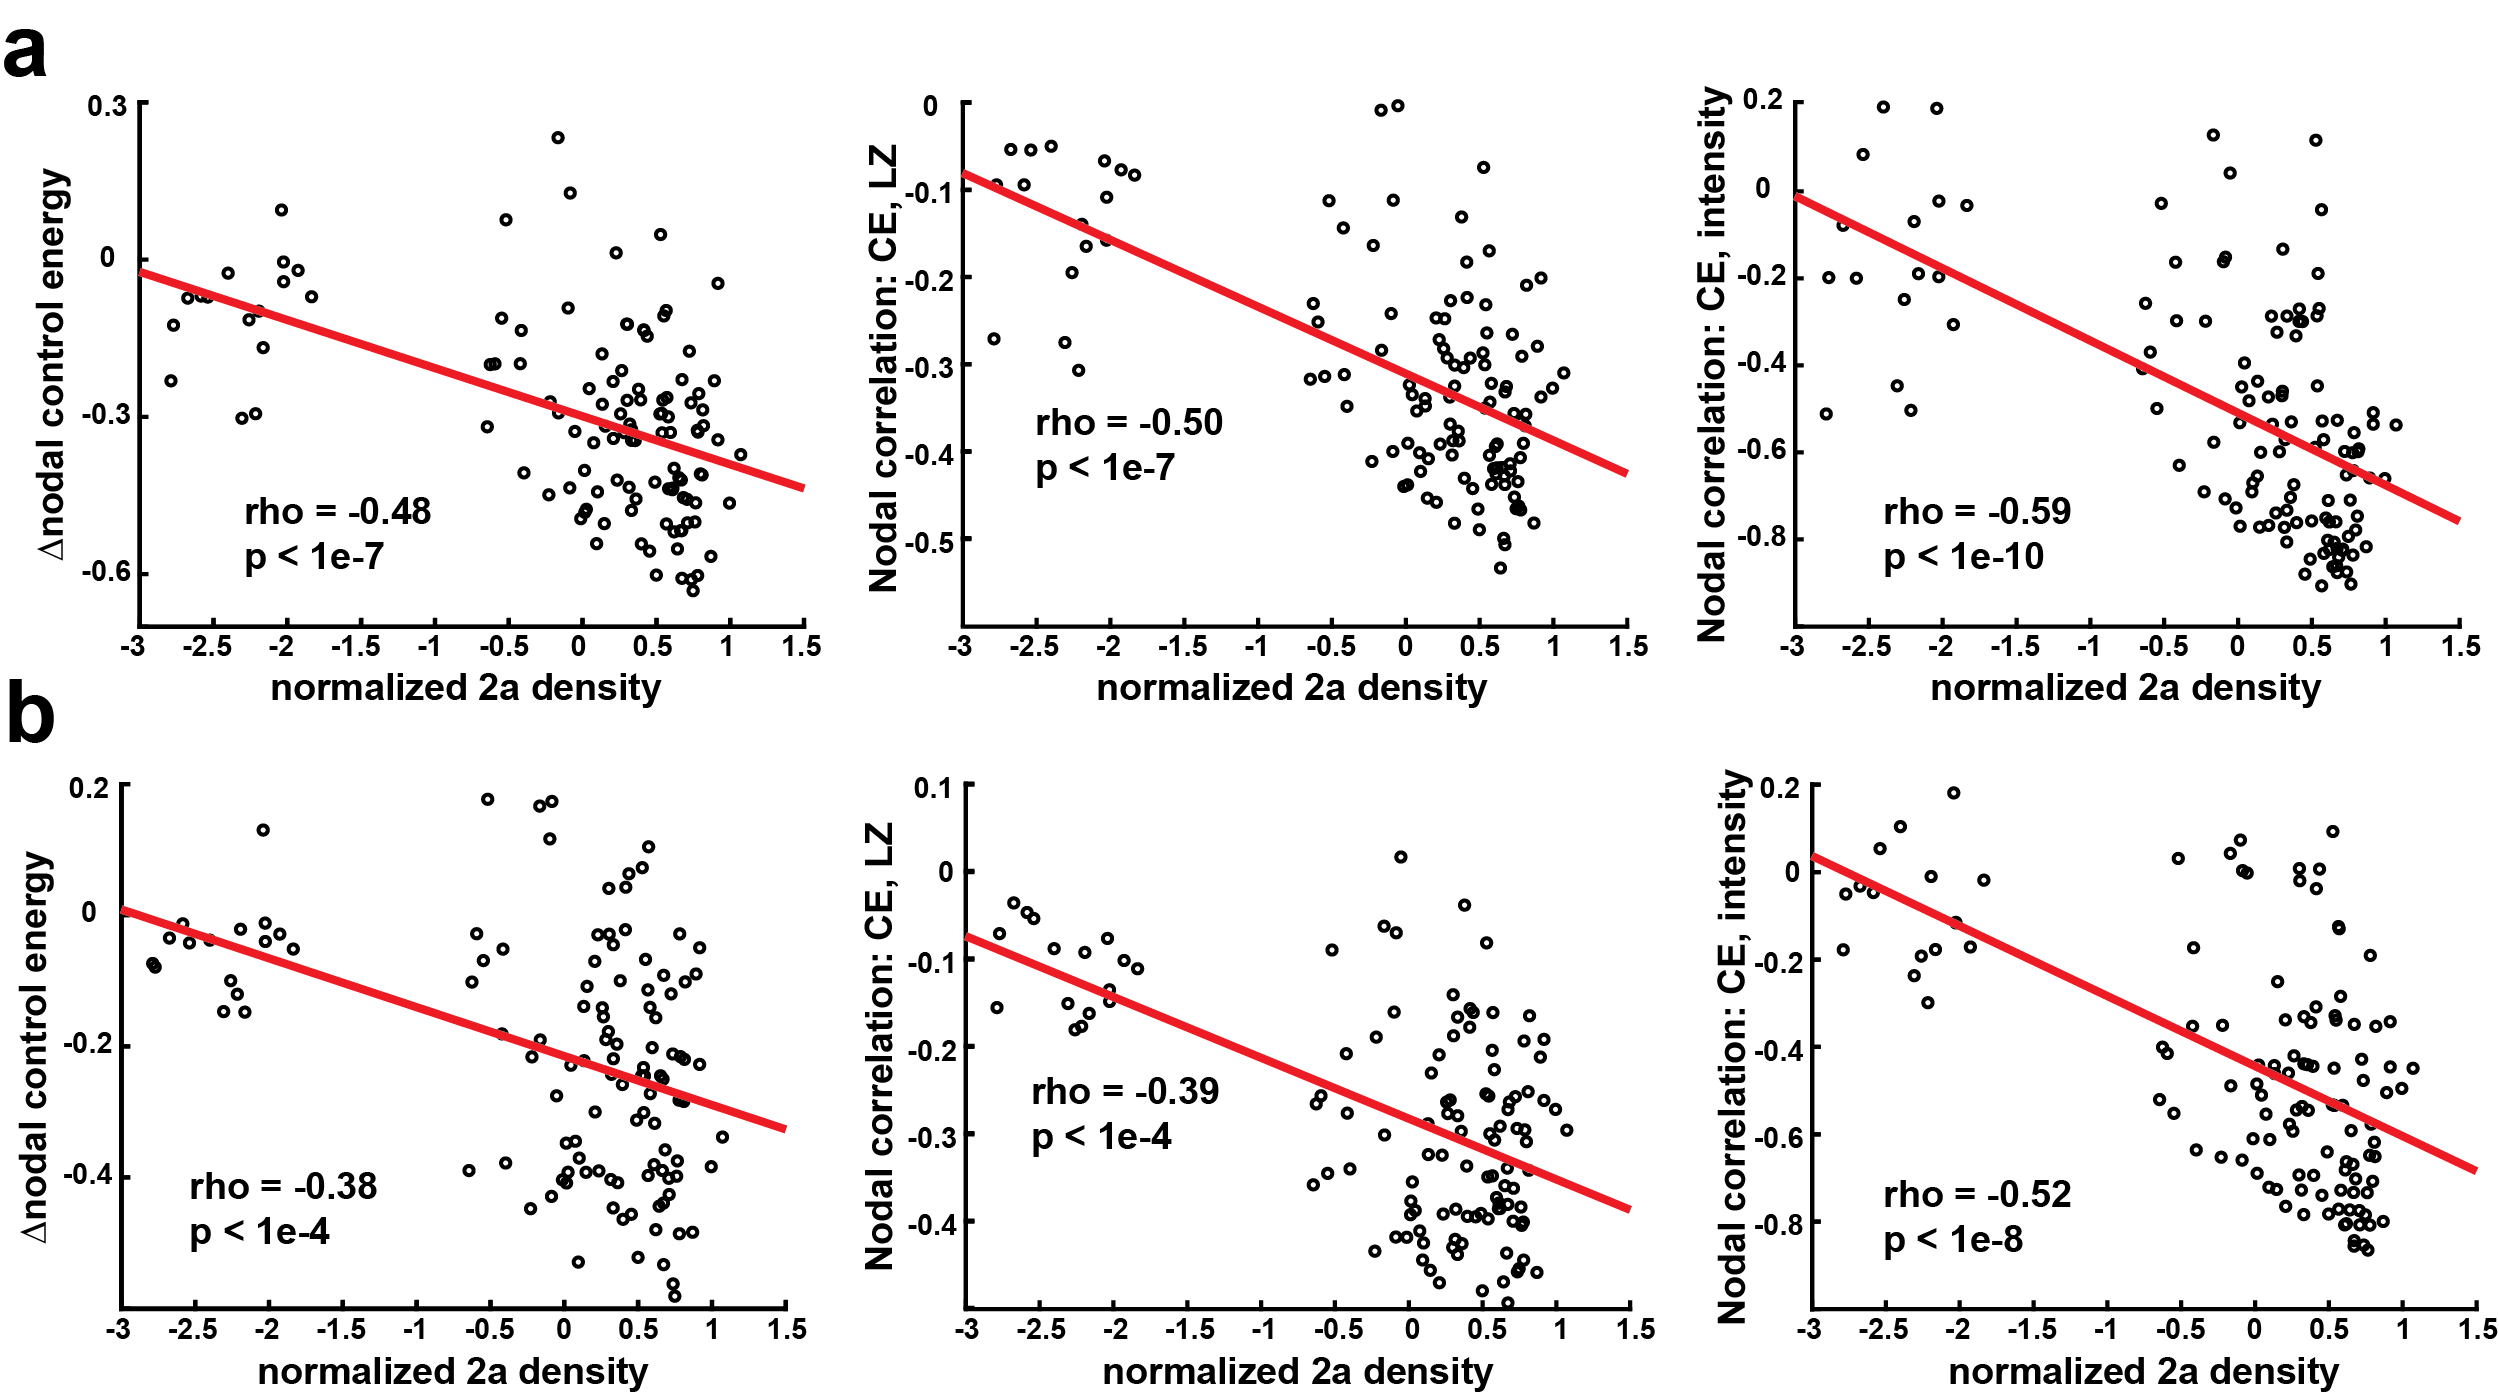 a
Δnodal control energy
0.3
0
-0.3
-0.6
rho = -0.48
p < 1e-7
-3 -2.5 -2 -1.5 -1 -0.5 0 0.5 1 1.5
normalized 2a density
Nodal correlation: CE, LZ
0
-0.1
-0.2
-0.3
-0.4
-0.5
rho = -0.50
p < 1e-7
-3 -2.5 -2 -1.5 -1 -0.5 0 0.5 1 1.5
normalized 2a density
Nodal correlation: CE, intensity
0.2
0
-0.2
-0.4
-0.6
-0.8
rho = -0.59
p < 1e-10
-3 -2.5 -2 -1.5 -1 -0.5 0 0.5 1 1.5
normalized 2a density
b
Δnodal control energy
0.2
0
-0.2
-0.4
rho = -0.38
p < 1e-4
-3 -2.5 -2 -1.5 -1 -0.5 0 0.5 1 1.5
normalized 2a density
Nodal correlation: CE, LZ
0.1
0
-0.1
-0.2
-0.3
-0.4
rho = -0.39
p < 1e-4
-3 -2.5 -2 -1.5 -1 -0.5 0 0.5 1 1.5
normalized 2a density
Nodal correlation: CE, intensity
0.2
0
-0.2
-0.4
-0.6
-0.8
rho = -0.52
p < 1e-8
-3 -2.5 -2 -1.5 -1 -0.5 0 0.5 1 1.5
normalized 2a density